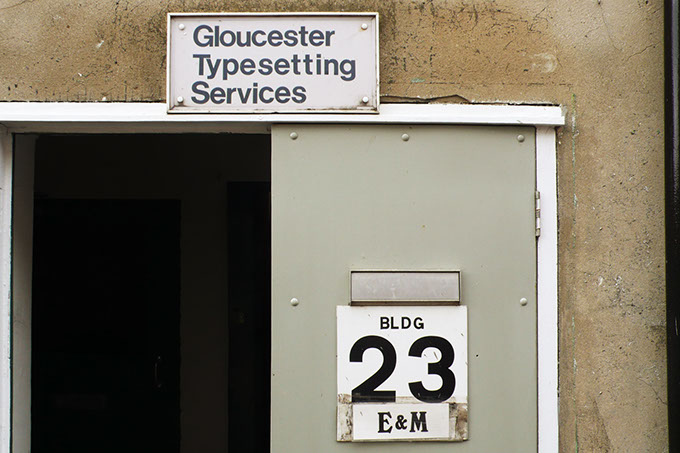 Gloucester
Typesetting
Services
BLDG
23
E&M